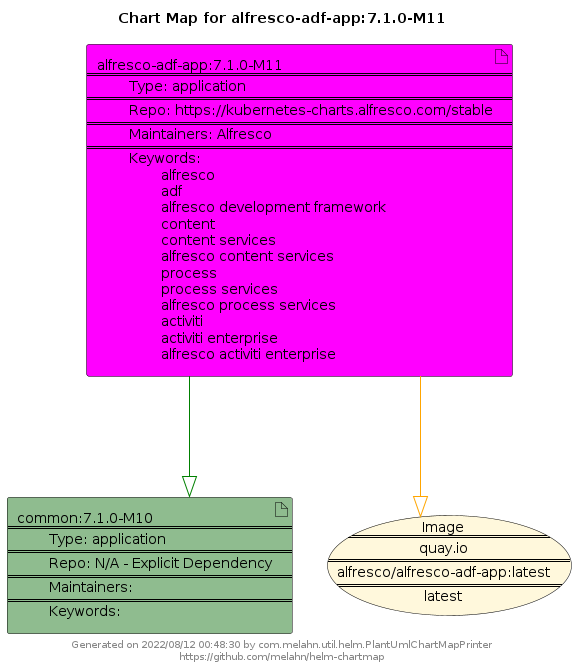 Chart Map for alfresco-adf-app:7.1.0-M11
alfresco-adf-app:7.1.0-M11
Type: application
Repo: https://kubernetes-charts.alfresco.com/stable
Maintainers: Alfresco
Keywords:
alfresco
adf
alfresco development framework
content
content services
alfresco content services
process
process services
alfresco process services
activiti
activiti enterprise
alfresco activiti enterprise
common:7.1.0-M10
Type: application
Repo: N/A - Explicit Dependency
Maintainers:
Keywords:
Image
quay.io
alfresco/alfresco-adf-app:latest
latest
Generated on 2022/08/12 00:48:30 by com.melahn.util.helm.PlantUmlChartMapPrinter
https://github.com/melahn/helm-chartmap